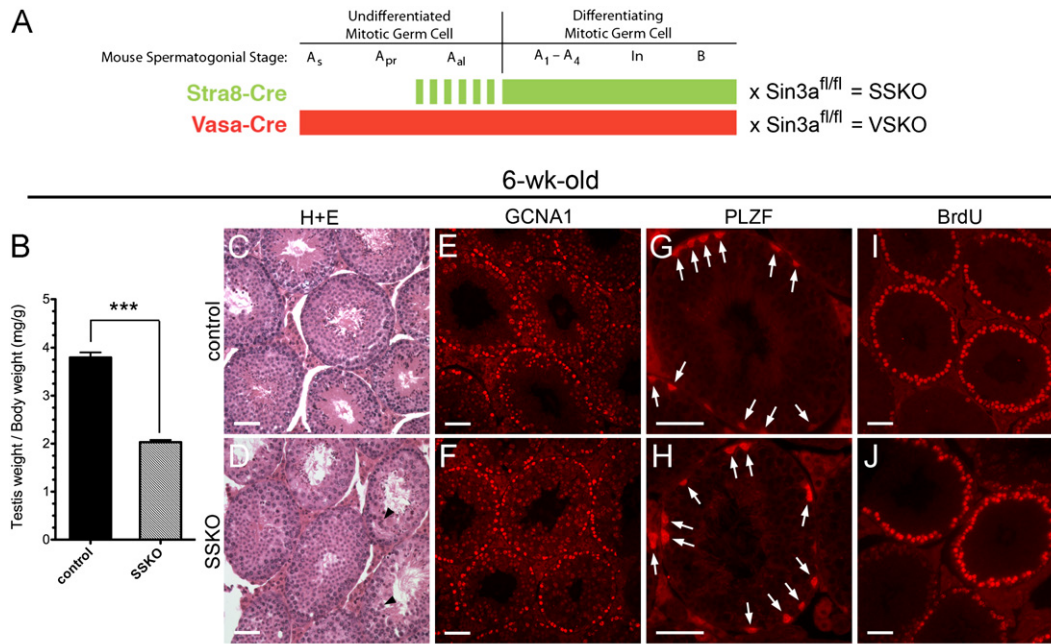 A
Undifferentiated
Mitotic Germ Cell
Differentiating
Mitotic Germ Cell
Mouse Spermatogonial Stage: As Apr Aal A1 – A4 In B
Stra8-Cre x Sin3afl/fl = SSKO
Vasa-Cre x Sin3afl/fl = VSKO
6-wk-old
H+E GCNA1 PLZF BrdU
B
Testis weight / Body weight (mg/g)
5
4
3
2
1
0
***
control SSKO
control
C E G I
SSKO
D F H J